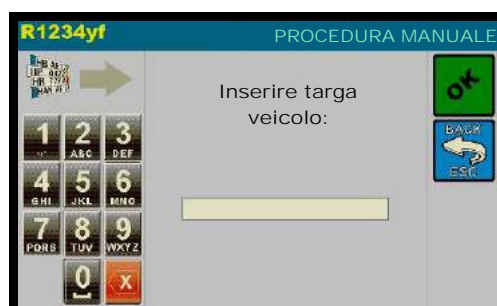 R1234yf
PROCEDURA MANUALE
Inserire targa
veicolo:
OK
BACK
ESC
1 2 3
ABC DEF
4 5 6
GHI JKL MNO
7 8 9
PQRS TUV WXYZ
0 X